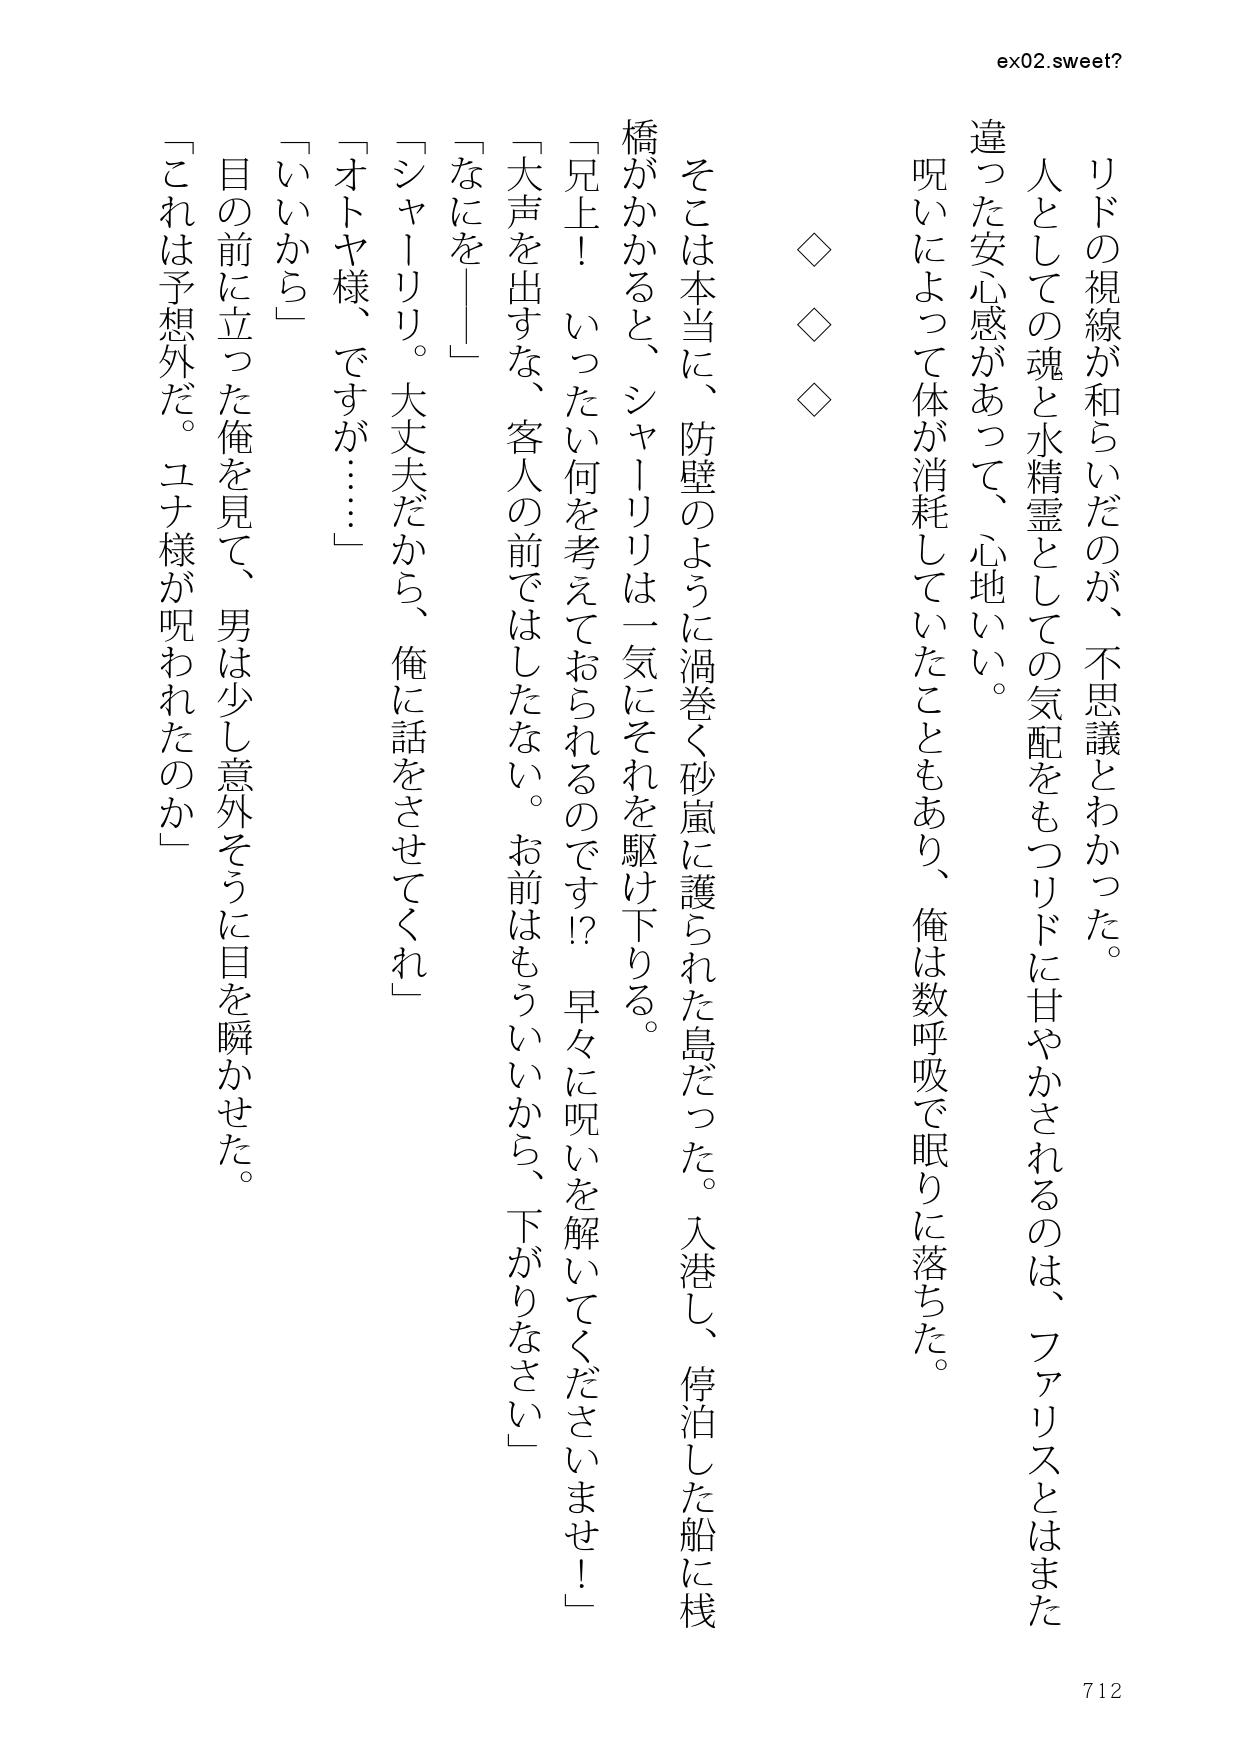 ex02.sweet?
リドの視線が和らいだのが、不思議とわかった。
人としての魂と水精霊としての気配をもつリドに甘やかされるのは、ファリスとはまた
違った安心感があって、心地いい。
呪いによって体が消耗していたこともあり、俺は数呼吸で眠りに落ちた。
◇　◇　◇
そこは本当に、防壁のように渦巻く砂嵐に護られた島だった。入港し、停泊した船に桟
橋がかかると、シャーリリは一気にそれを駆け下りる。
「兄上！　いったい何を考えておられるのです!?　早々に呪いを解いてくださいませ！」
「大声を出すな、客人の前ではしたない。お前はもういいから、下がりなさい」
「なにを――」
「シャーリリ。大丈夫だから、俺に話をさせてくれ」
「オトヤ様、ですが……」
「いいから」
目の前に立った俺を見て、男は少し意外そうに目を瞬かせた。
「これは予想外だ。ユナ様が呪われたのか」
712